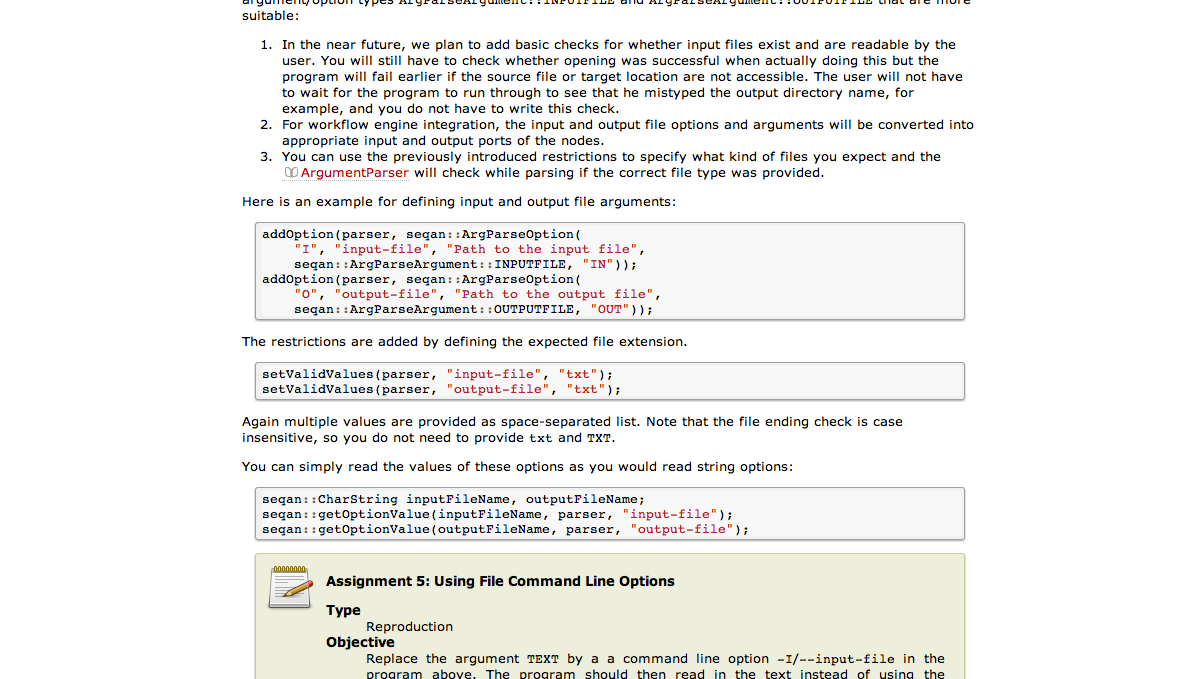 argument/option types ArgParseArgument::INPUTFILE and ArgParseArgument::OUTPUTFILE that are more
suitable:
1. In the near future, we plan to add basic checks for whether input files exist and are readable by the
user. You will still have to check whether opening was successful when actually doing this but the
program will fail earlier if the source file or target location are not accessible. The user will not have
to wait for the program to run through to see that he mistyped the output directory name, for
example, and you do not have to write this check.
2. For workflow engine integration, the input and output file options and arguments will be converted into
appropriate input and output ports of the nodes.
3. You can use the previously introduced restrictions to specify what kind of files you expect and the
ArgumentParser will check while parsing if the correct file type was provided.
Here is an example for defining input and output file arguments:
addOption(parser, seqan::ArgParseOption(
"I", "input-file", "Path to the input file",
seqan::ArgParseArgument::INPUTFILE, "IN"));
addOption(parser, seqan::ArgParseOption(
"O", "output-file", "Path to the output file",
seqan::ArgParseArgument::OUTPUTFILE, "OUT"));
The restrictions are added by defining the expected file extension.
setValidValues(parser, "input-file", "txt");
setValidValues(parser, "output-file", "txt");
Again multiple values are provided as space-separated list. Note that the file ending check is case
insensitive, so you do not need to provide txt and TXT.
You can simply read the values of these options as you would read string options:
seqan::CharString inputFileName, outputFileName;
seqan::getOptionValue(inputFileName, parser, "input-file");
seqan::getOptionValue(outputFileName, parser, "output-file");
Assignment 5: Using File Command Line Options
Type
Reproduction
Objective
Replace the argument TEXT by a a command line option -I/--input-file in the
program above. The program should then read in the text instead of using the